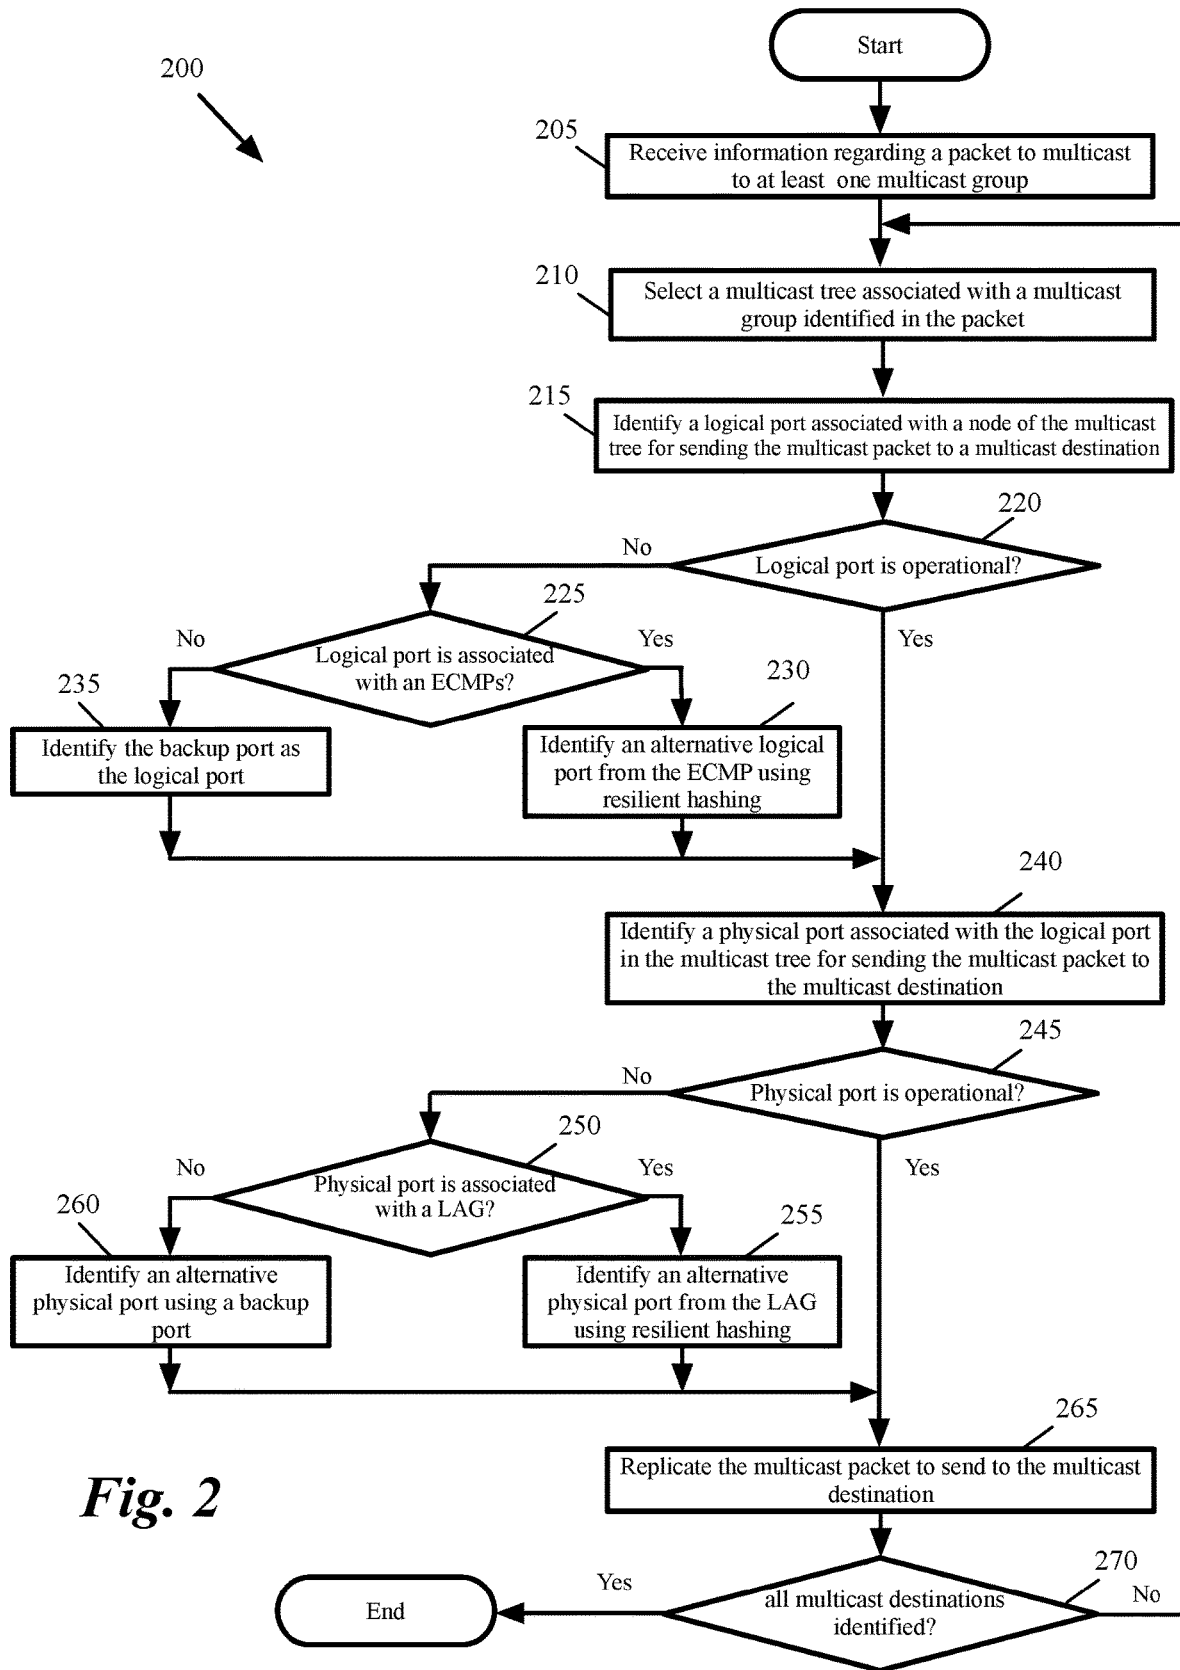 Start
200
205
Receive information regarding a packet to multicast
to at least one multicast group
210
Select a multicast tree associated with a multicast
group identified in the packet
215
Identify a logical port associated with a node of the multicast
tree for sending the multicast packet to a multicast destination
220
No
Logical port is operational?
225
No
Yes
Yes
Logical port is associated
with an ECMPs?
235
230
Identify the backup port as
the logical port
Identify an alternative logical
port from the ECMP using
resilient hashing
240
Identify a physical port associated with the logical port
in the multicast tree for sending the multicast packet to
the multicast destination
245
No
Physical port is operational?
250
No
Yes
Yes
Physical port is associated
with a LAG?
260
255
Identify an alternative
physical port using a backup
port
Identify an alternative
physical port from the LAG
using resilient hashing
265
Replicate the multicast packet to send to the multicast
destination
Fig. 2
270
Yes
No
all multicast destinations
identified?
End